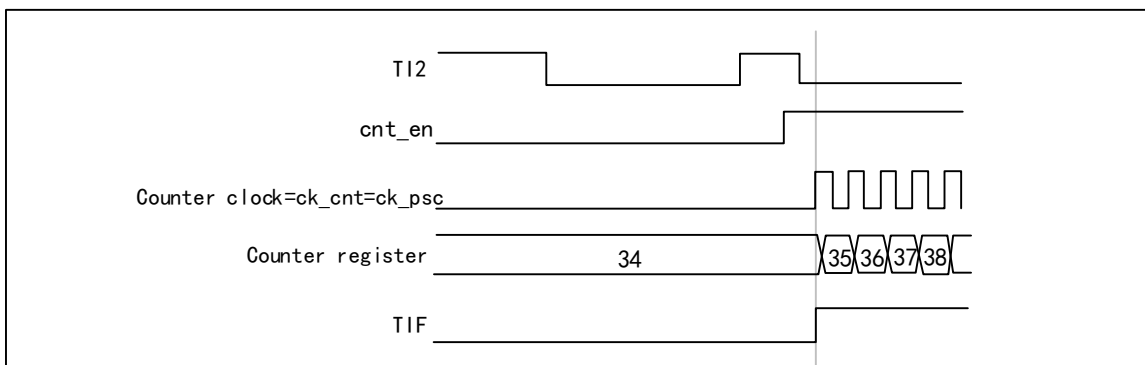 TI2
cnt_en
Counter clock=ck_cnt=ck_psc
Counter register 34 35 36 37 38
TIF